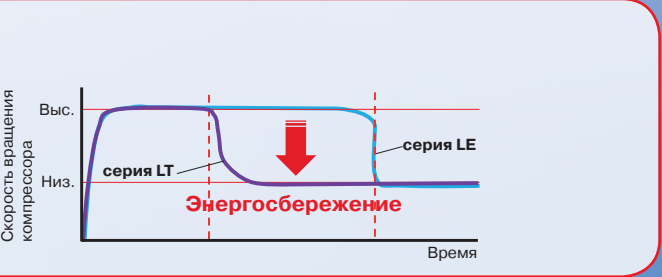 Скорость вращения
компрессора
Выс.
Низ.
серия LT
серия LE
Энергосбережение
Время